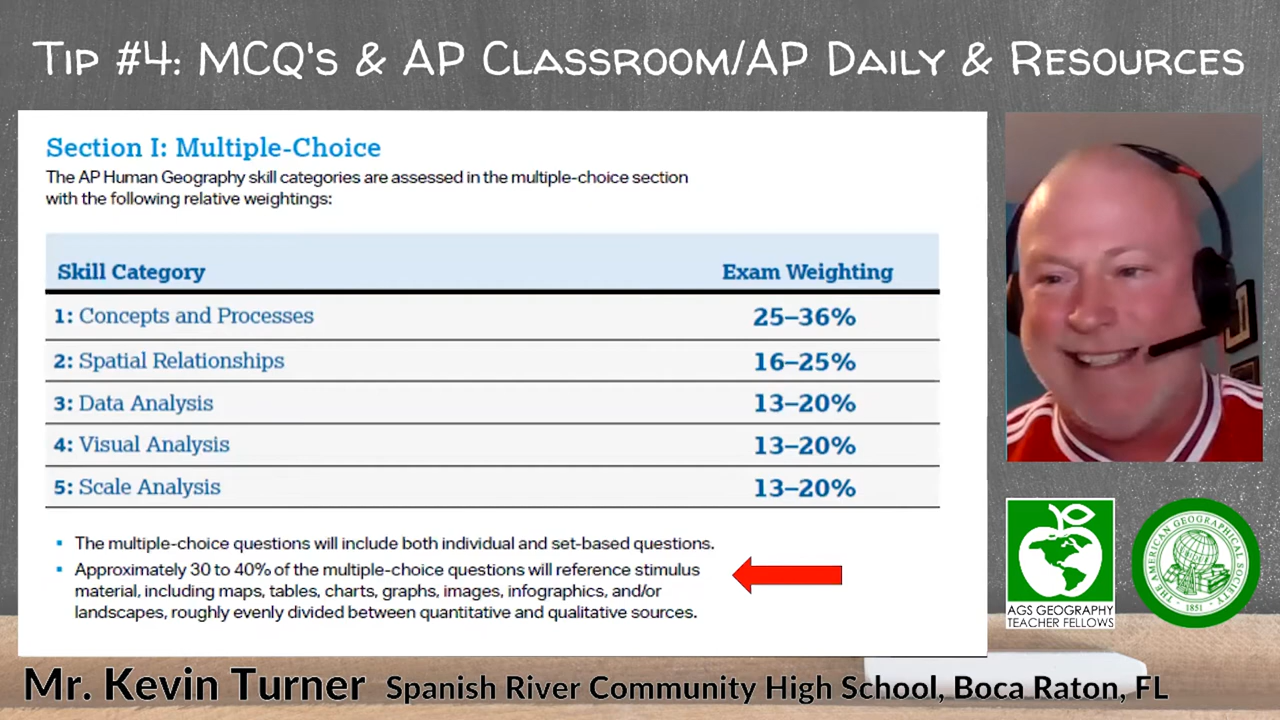 Tip #4: MCQ's & AP Classroom/AP Daily & Resources
Section I: Multiple-Choice
The AP Human Geography skill categories are assessed in the multiple-choice section
with the following relative weightings:
Skill Category Exam Weighting
1: Concepts and Processes 25–36%
2: Spatial Relationships 16–25%
3: Data Analysis 13–20%
4: Visual Analysis 13–20%
5: Scale Analysis 13–20%
▪ The multiple-choice questions will include both individual and set-based questions.
▪ Approximately 30 to 40% of the multiple-choice questions will reference stimulus
material, including maps, tables, charts, graphs, images, infographics, and/or
landscapes, roughly evenly divided between quantitative and qualitative sources.
AGS GEOGRAPHY
TEACHER FELLOWS
THE AMERICAN GEOGRAPHICAL SOCIETY
1851
Mr. Kevin Turner Spanish River Community High School, Boca Raton, FL